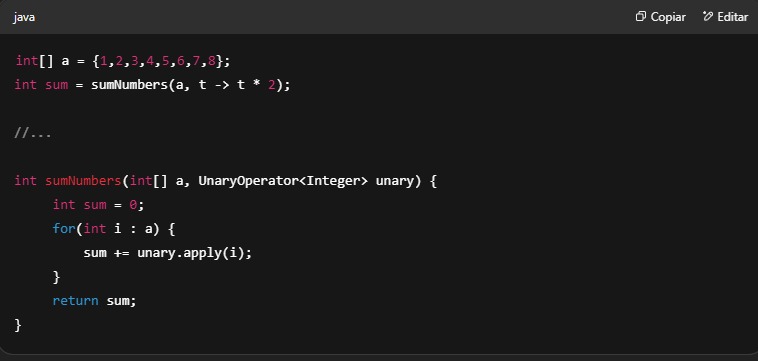 java
Copiar
Editar
int[] a = {1,2,3,4,5,6,7,8};
int sum = sumNumbers(a, t -> t * 2);
//...
int sumNumbers(int[] a, UnaryOperator<Integer> unary) {
int sum = 0;
for(int i : a) {
sum += unary.apply(i);
}
return sum;
}